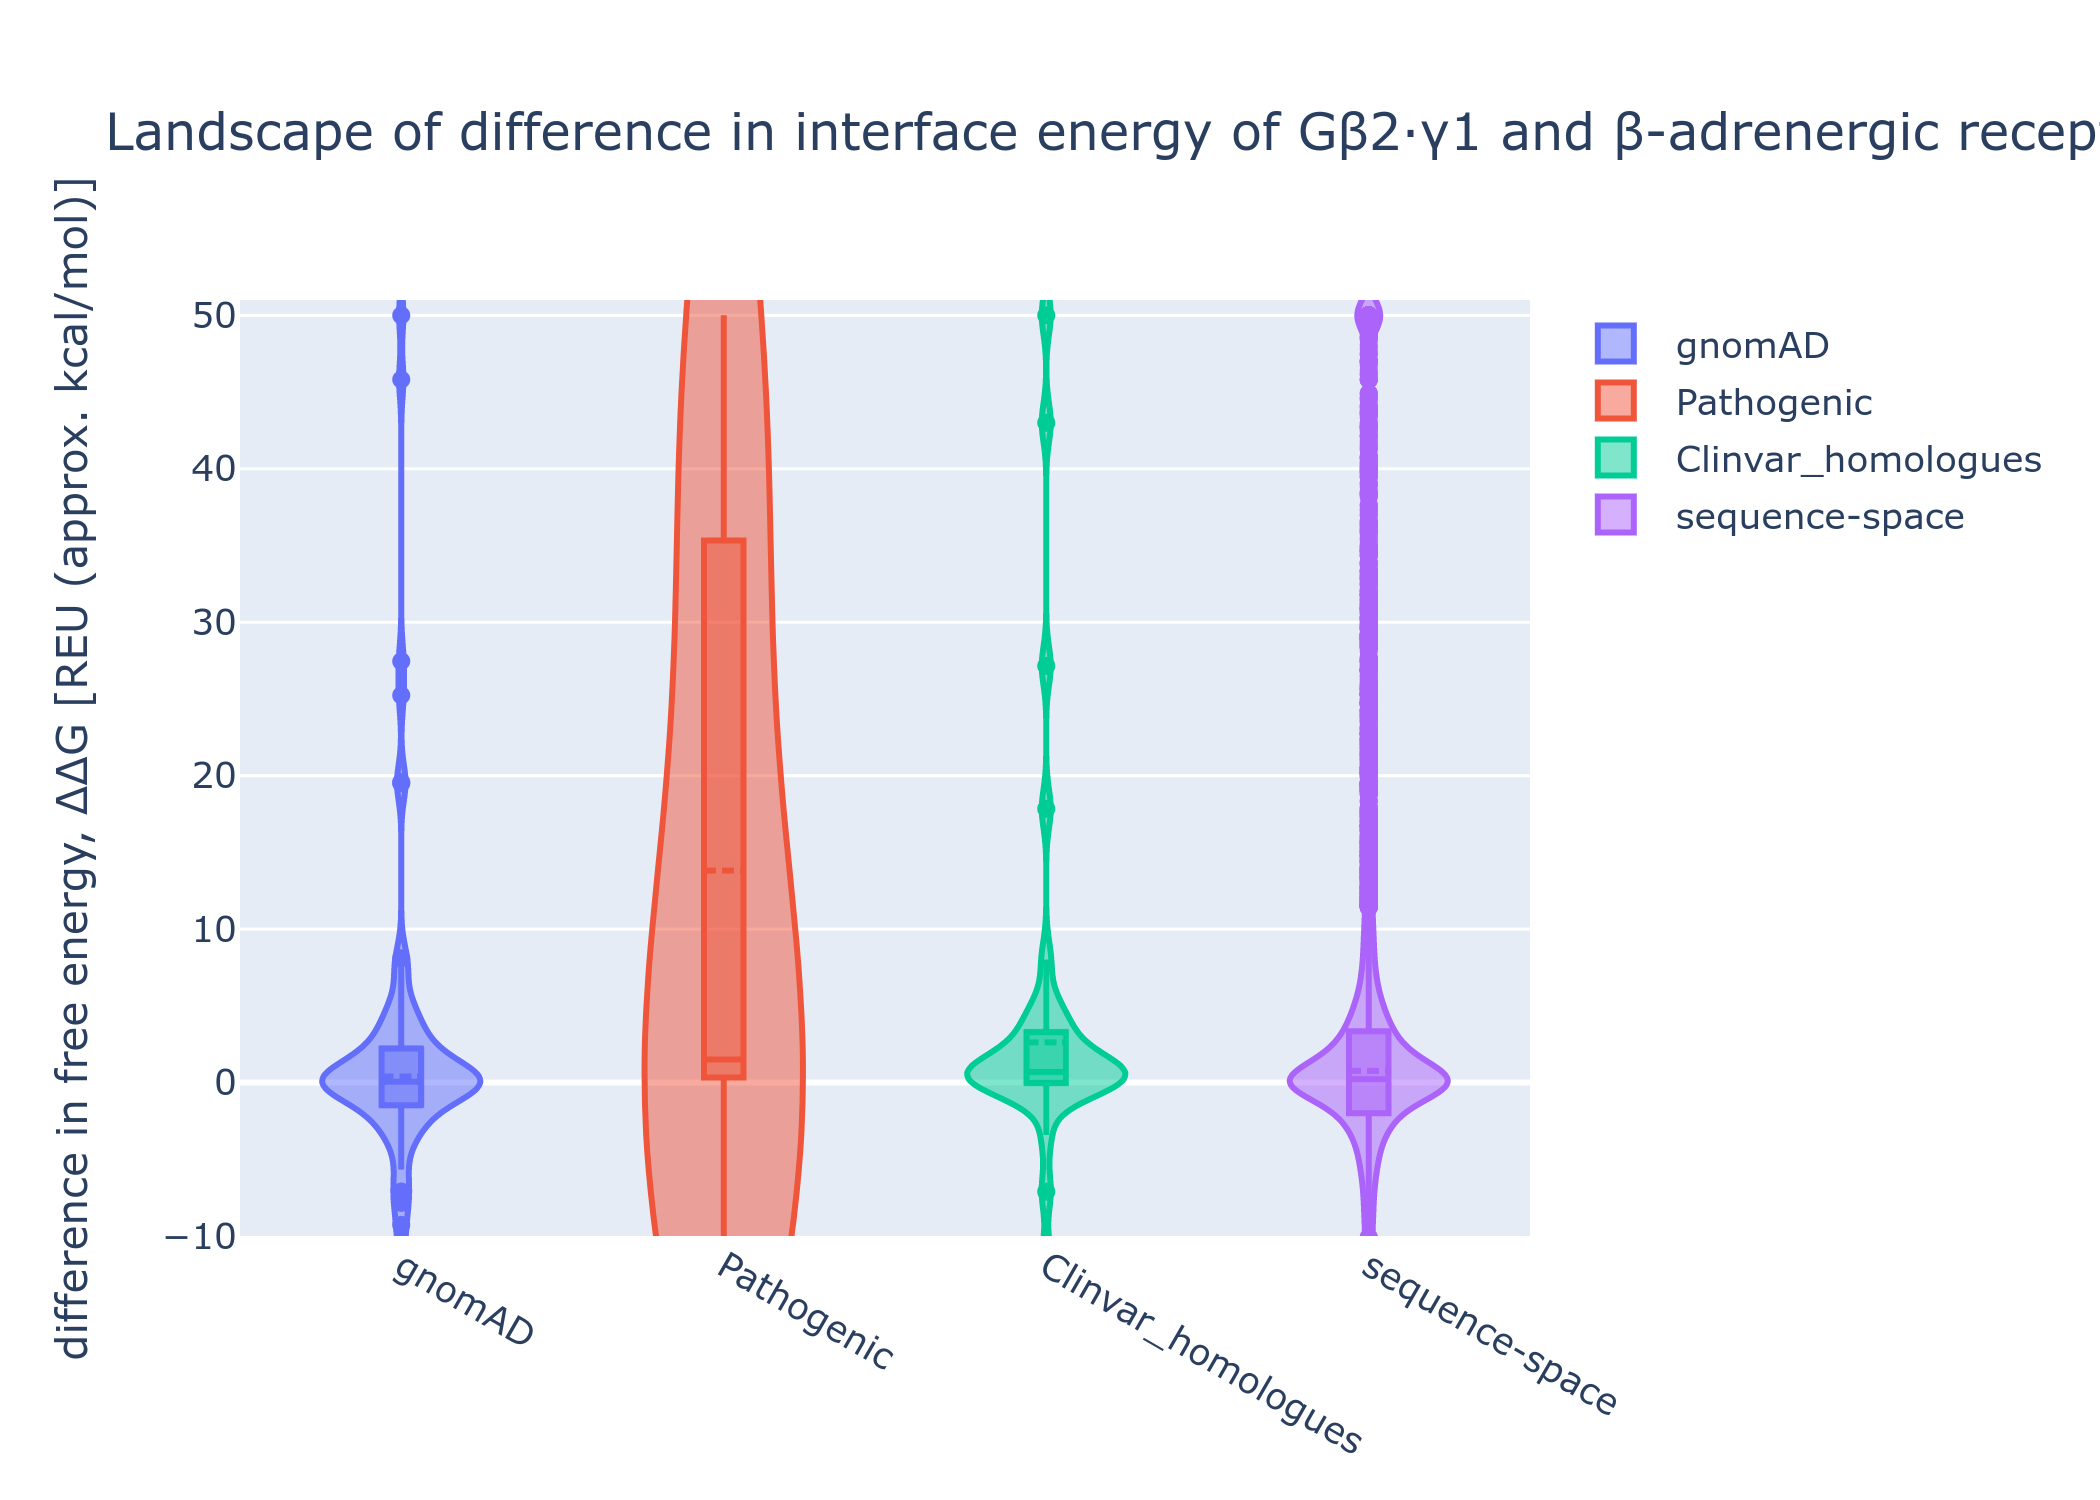 Landscape of difference in interface energy of Gβ2·γ1 and β-adrenergic recep
difference in free energy, ΔΔG [REU (approx. kcal/mol)]
50
40
30
20
10
0
−10
gnomAD
Pathogenic
Clinvar_homologues
sequence-space
gnomAD
Pathogenic
Clinvar_homologues
sequence-space